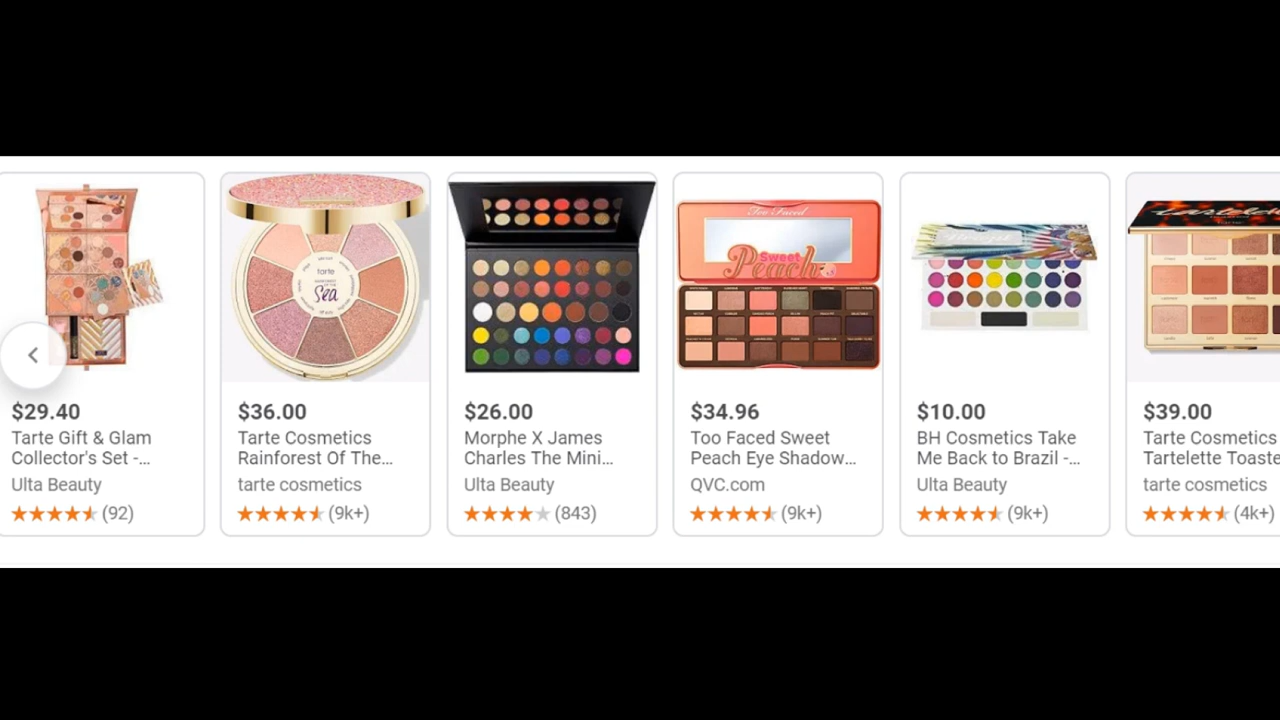 tarte
Sea
Too Faced
Sweet
Peach
$29.40
Tarte Gift & Glam
Collector's Set -...
Ulta Beauty
(92)
$36.00
Tarte Cosmetics
Rainforest Of The...
tarte cosmetics
(9k+)
$26.00
Morphe X James
Charles The Mini...
Ulta Beauty
(843)
$34.96
Too Faced Sweet
Peach Eye Shadow...
QVC.com
(9k+)
$10.00
BH Cosmetics Take
Me Back to Brazil -...
Ulta Beauty
(9k+)
$39.00
Tarte Cosmetics
Tartelette Toaste
tarte cosmetics
(4k+)